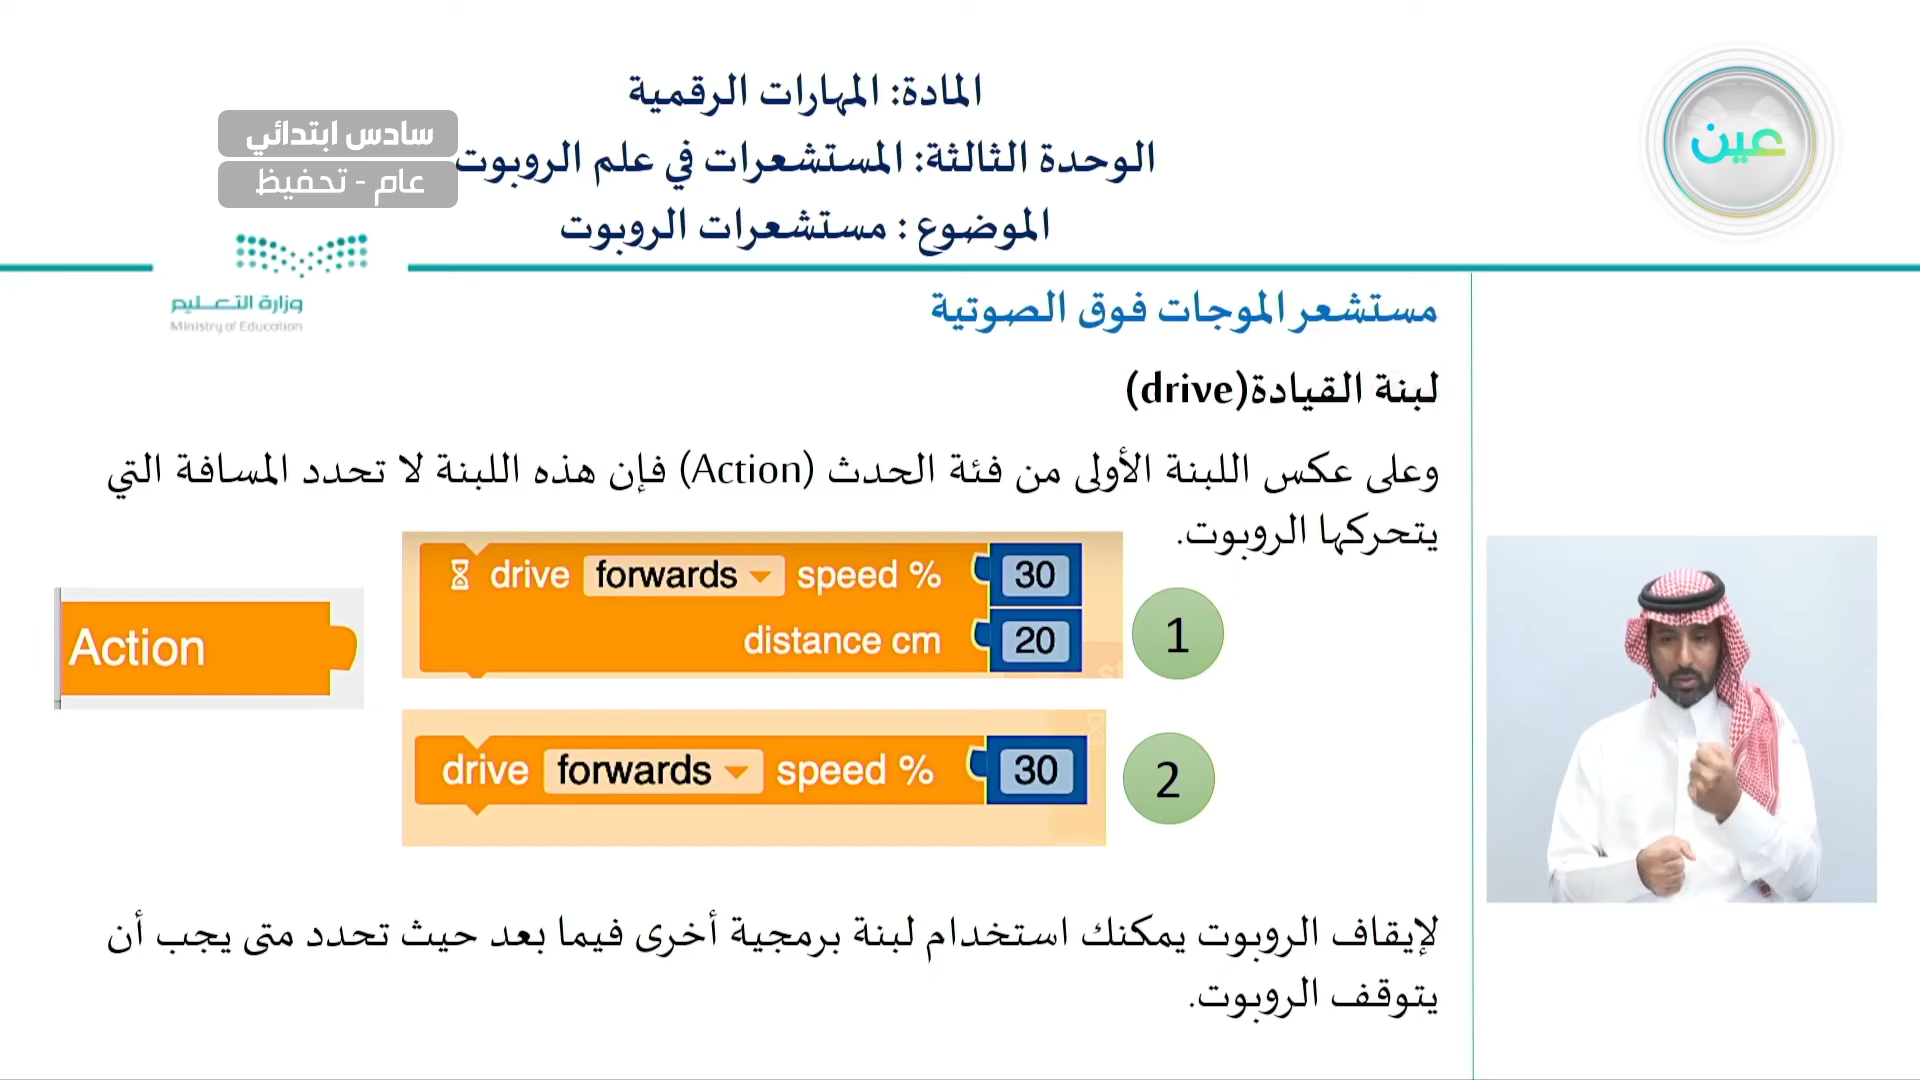 المادة: المهارات الرقمية
الوحدة الثالثة: المستشعرات في علم الروبوت
الموضوع : مستشعرات الروبوت
عين
سادس ابتدائي
عام - تحفيظ
وزارة التعليم
Ministry of Education
مستشعر الموجات فوق الصوتية
لبنة القيادة(drive)
وعلى عكس اللبنة الأولى من فئة الحدث (Action) فإن هذه اللبنة لا تحدد المسافة التي
يتحركها الروبوت.
drive forwards speed % 30
distance cm 20
1
Action
drive forwards speed % 30
2
لإيقاف الروبوت يمكنك استخدام لبنة برمجية أخرى فيما بعد حيث تحدد متى يجب أن
يتوقف الروبوت.